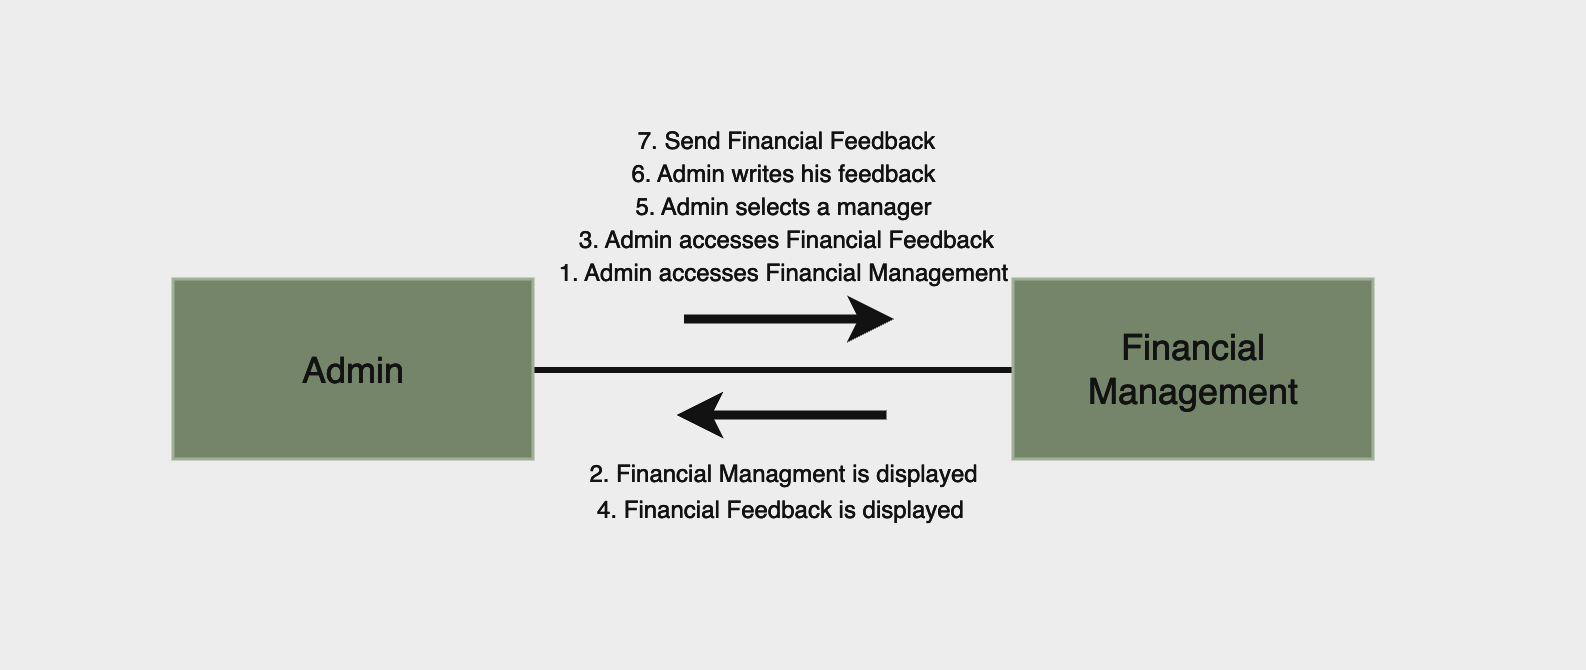 7. Send Financial Feedback
6. Admin writes his feedback
5. Admin selects a manager
3. Admin accesses Financial Feedback
1. Admin accesses Financial Management
Admin
Financial
Management
2. Financial Managment is displayed
4. Financial Feedback is displayed